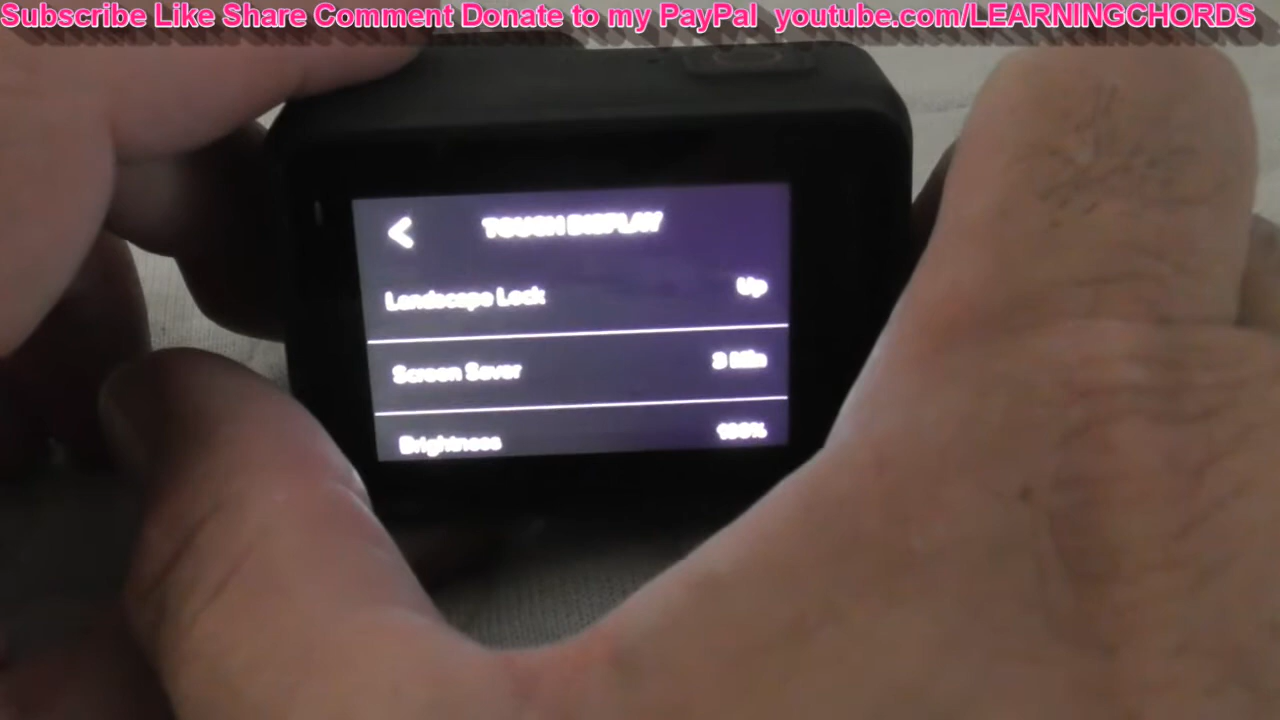 Subscribe Like Share Comment Donate to my PayPal  youtube.com/LEARNINGCHORDS
TOUCH DISPLAY
Landscape Lock Up
Screen Saver 3 Min
Brightness 100%